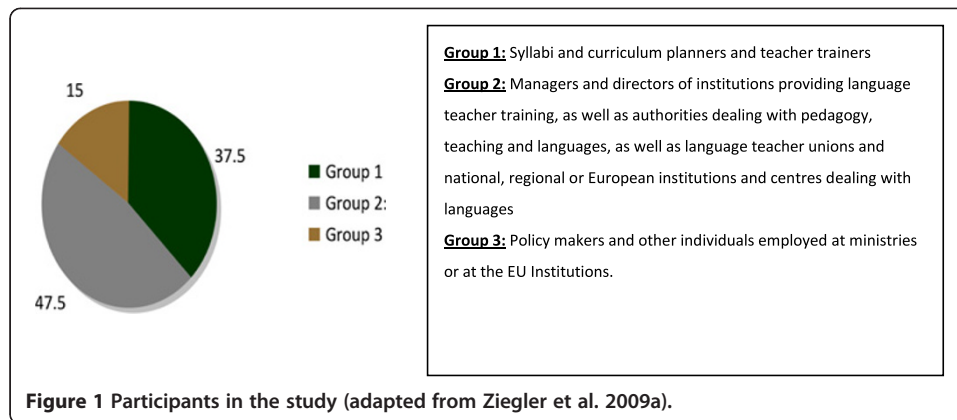 15
37.5
47.5
Group 1
Group 2:
Group 3
Group 1: Syllabi and curriculum planners and teacher trainers
Group 2: Managers and directors of institutions providing language
teacher training, as well as authorities dealing with pedagogy,
teaching and languages, as well as language teacher unions and
national, regional or European institutions and centres dealing with
languages
Group 3: Policy makers and other individuals employed at ministries
or at the EU Institutions.
Figure 1 Participants in the study (adapted from Ziegler et al. 2009a).